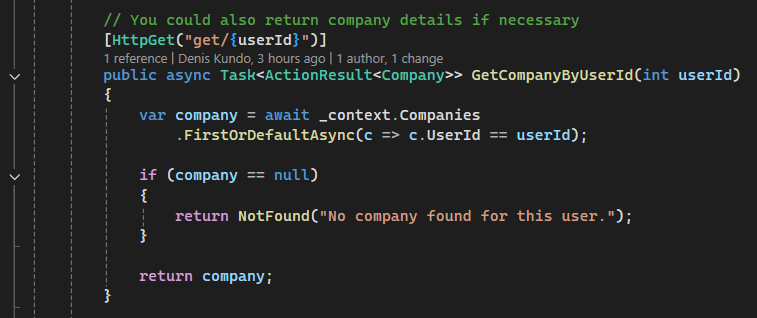 // You could also return company details if necessary
[HttpGet("get/{userId}")]
1 reference | Denis Kundo, 3 hours ago | 1 author, 1 change
public async Task<ActionResult<Company>> GetCompanyByUserId(int userId)
{
var company = await _context.Companies
.FirstOrDefaultAsync(c => c.UserId == userId);
if (company == null)
{
return NotFound("No company found for this user.");
}
return company;
}